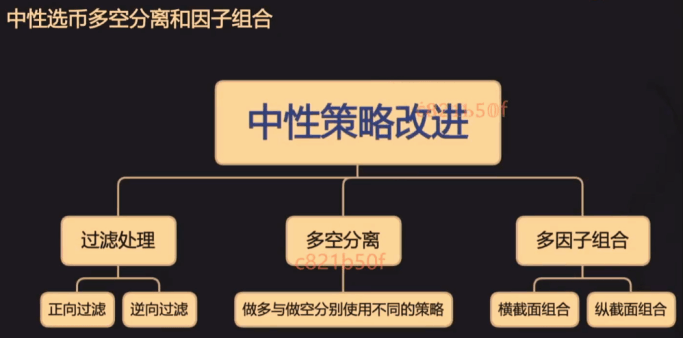 中性选币多空分离和因子组合
中性策略改进
c821b50f
过滤处理
多空分离
多因子组合
c821b50f
正向过滤
逆向过滤
做多与做空分别使用不同的策略
横截面组合
纵截面组合